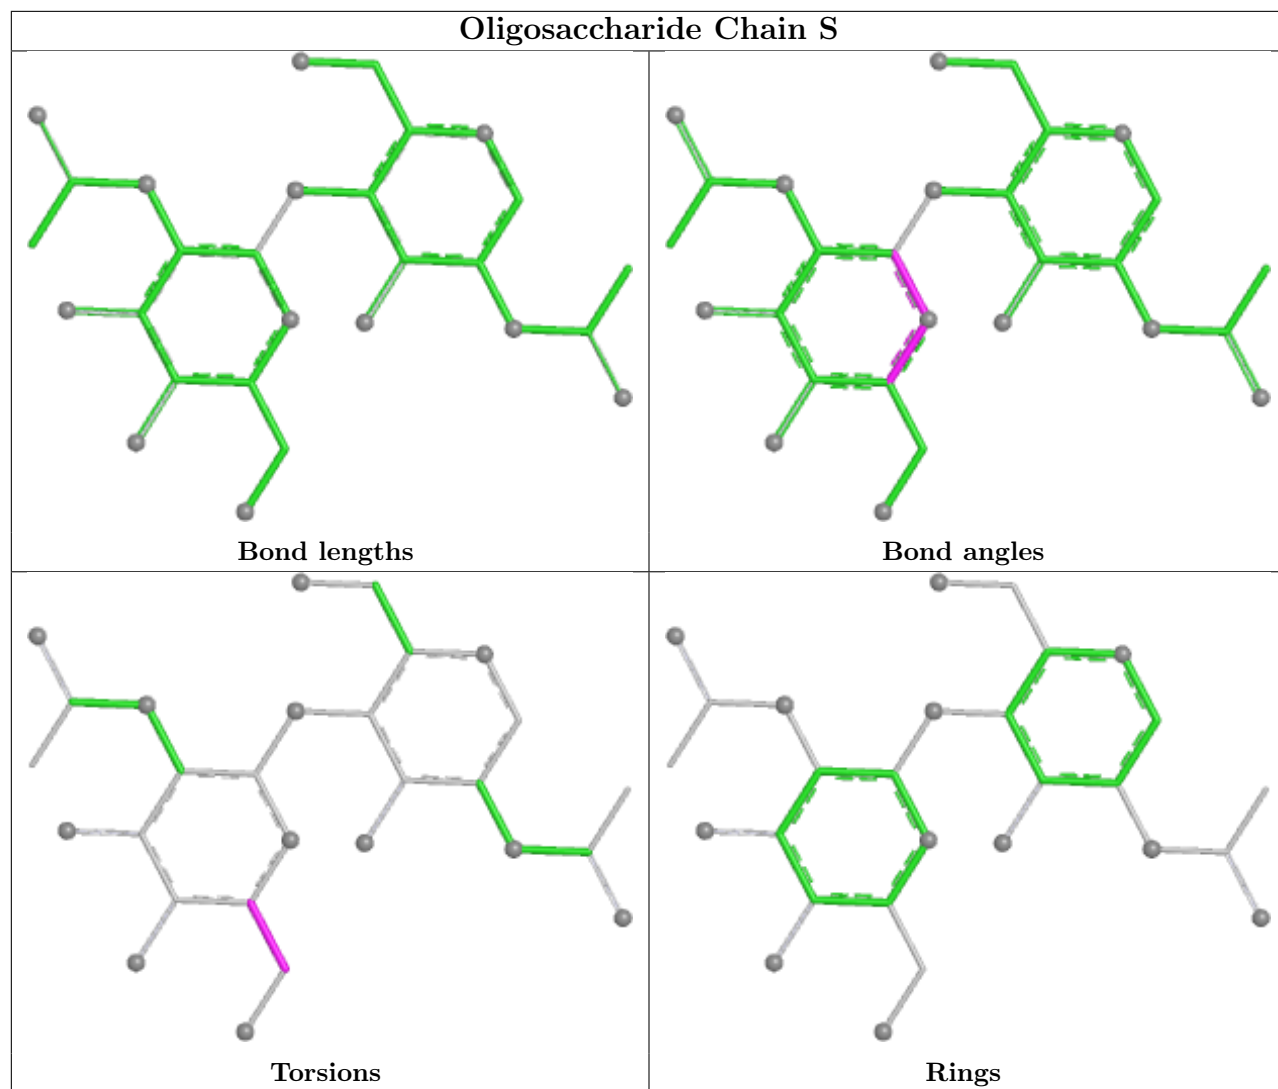 Oligosaccharide Chain S
Bond lengths
Bond angles
Torsions
Rings